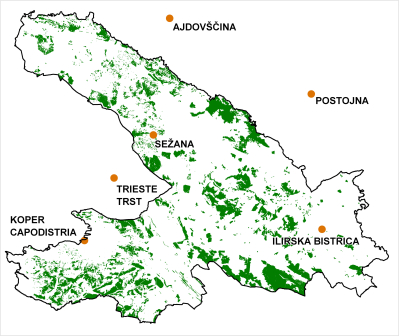 AJDOVŠČINA
POSTOJNA
SEŽANA
TRIESTE
TRST
KOPER
CAPODISTRIA
ILIRSKA BISTRICA